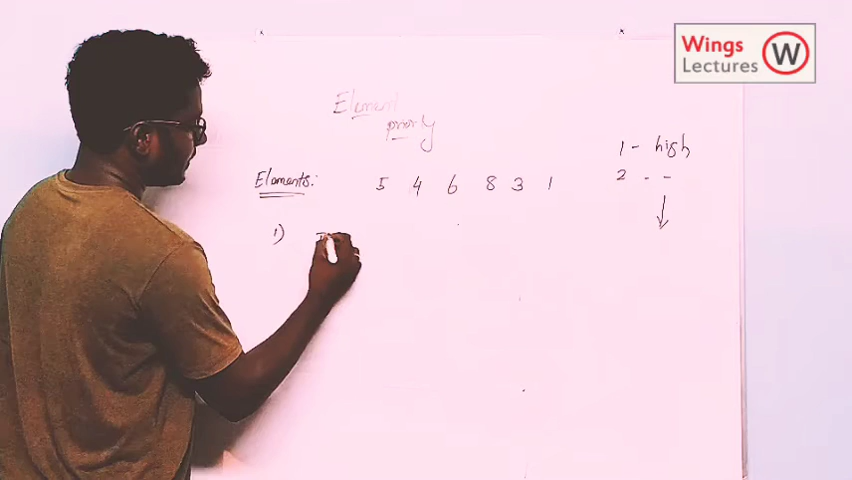 Wings
Lectures
W
Element
priority
1 - high
2 - -
Elements:
5 4 6 8 3 1
1)